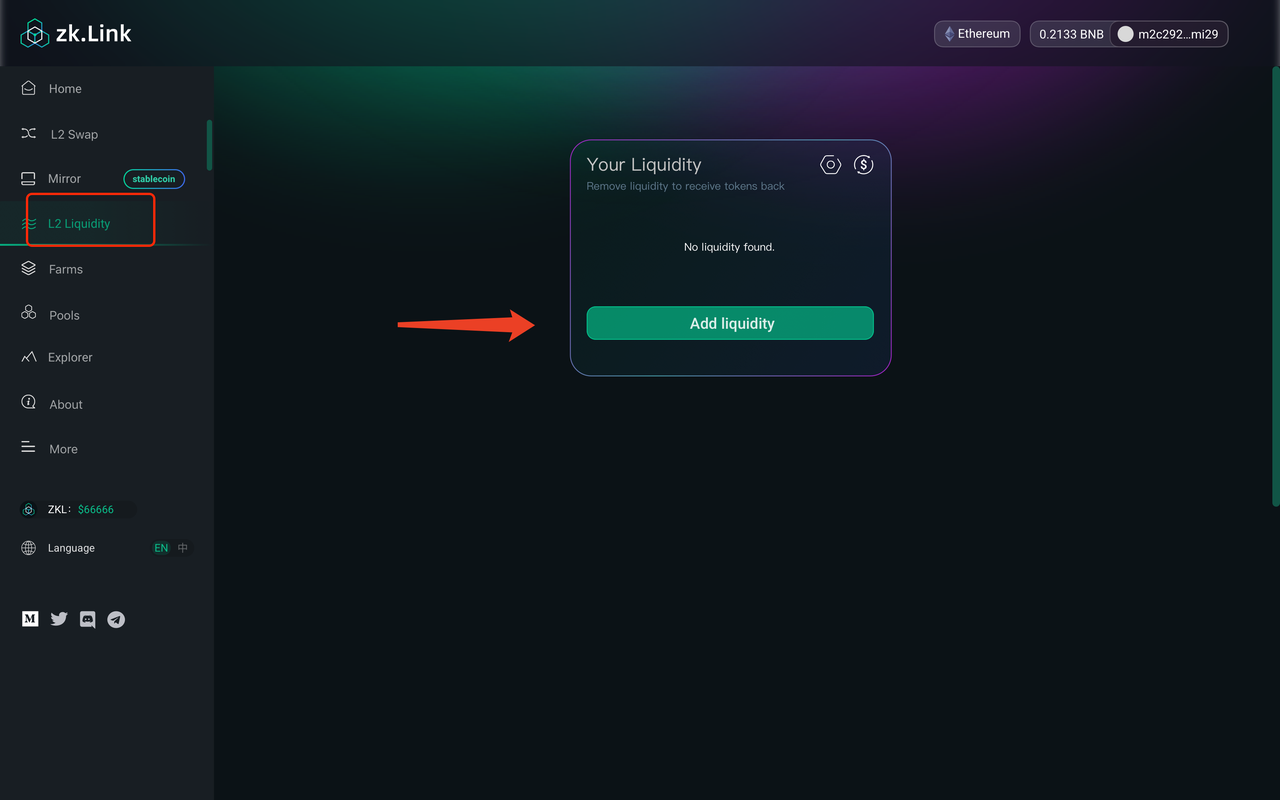 zk.Link
Ethereum
0.2133 BNB
m2c292...mi29
Home
L2 Swap
Mirror
stablecoin
L2 Liquidity
Farms
Pools
Explorer
About
More
ZKL: $66666
Language
EN 中
M
Your Liquidity
$
Remove liquidity to receive tokens back
No liquidity found.
Add liquidity